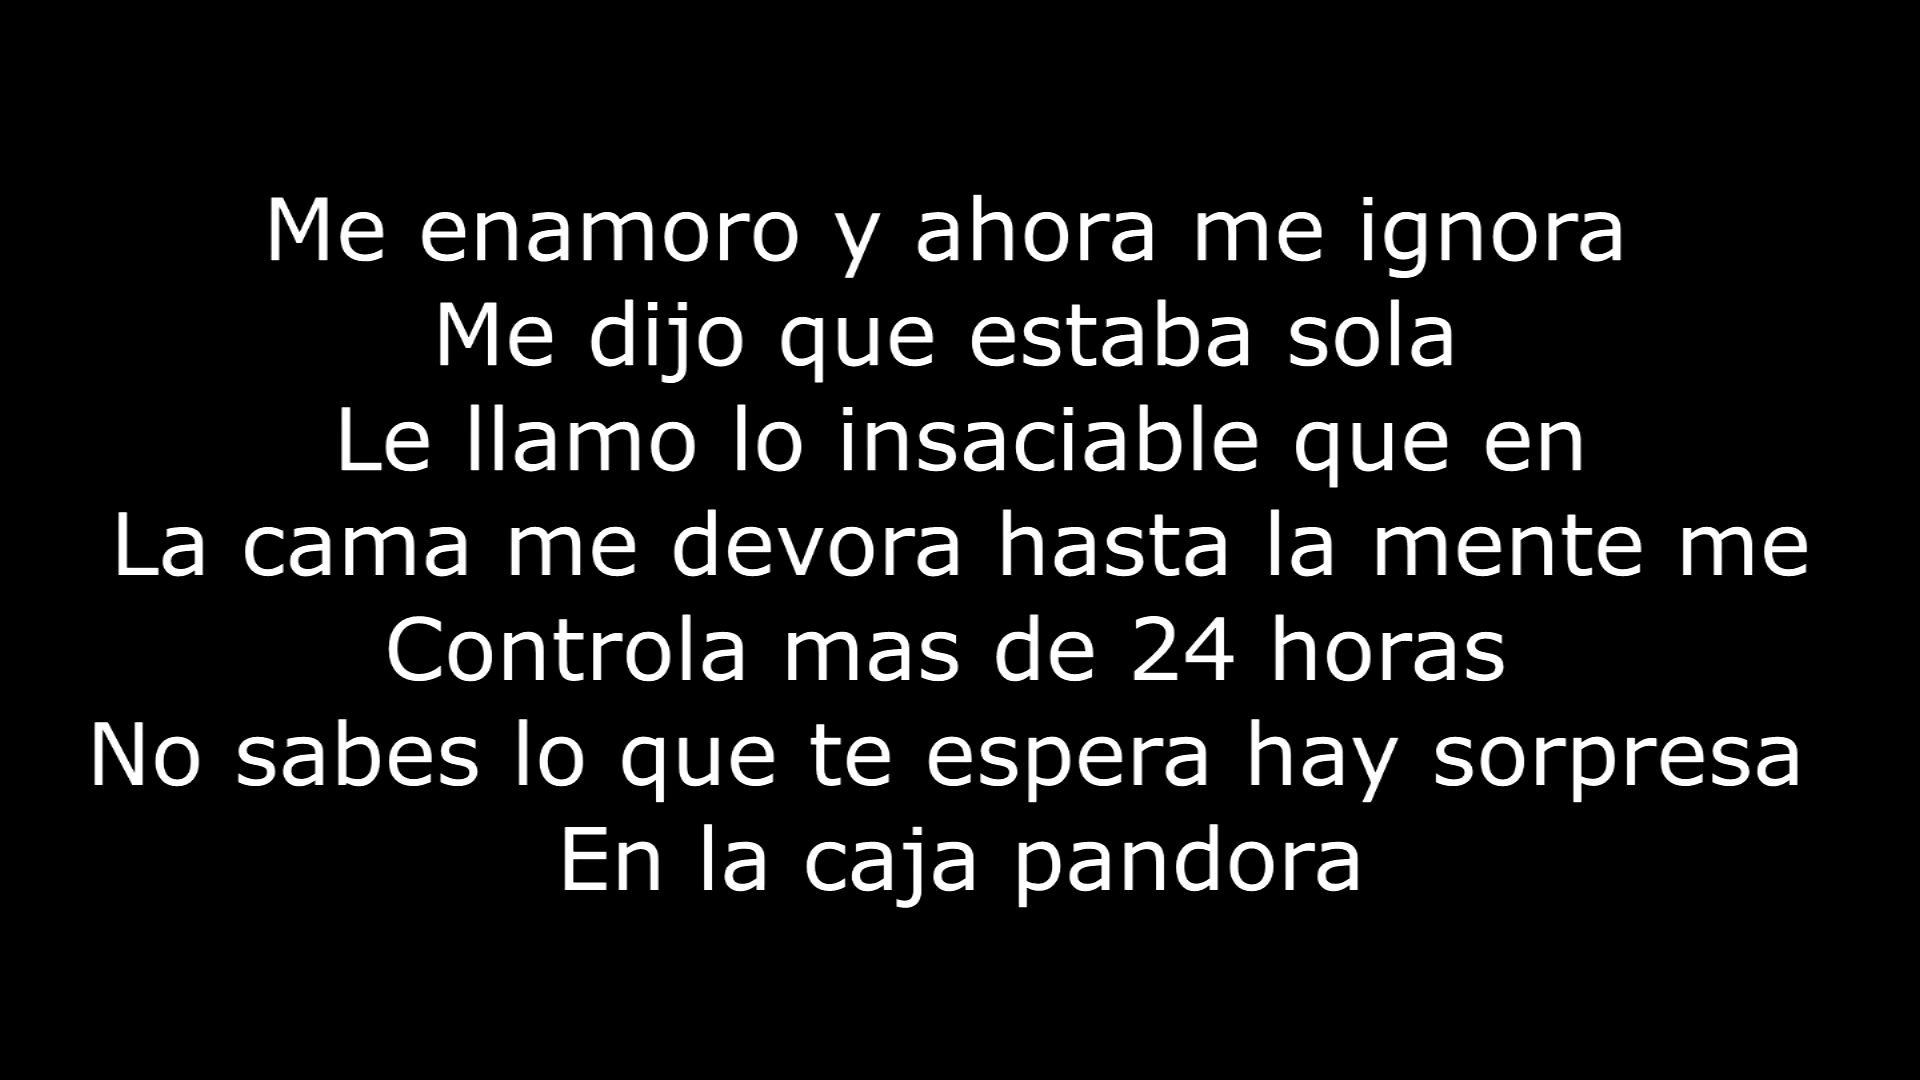 Me enamoro y ahora me ignora
Me dijo que estaba sola
Le llamo lo insaciable que en
La cama me devora hasta la mente me
Controla mas de 24 horas
No sabes lo que te espera hay sorpresa
En la caja pandora